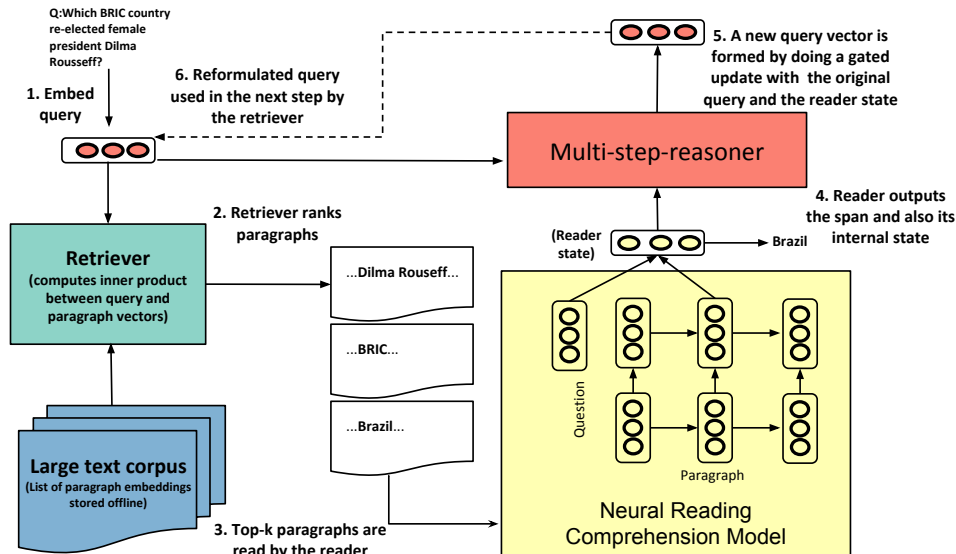 Q:Which BRIC country
re-elected female
president Dilma
Rousseff?
1. Embed
query
6. Reformulated query
used in the next step by
the retriever
5. A new query vector is
formed by doing a gated
update with the original
query and the reader state
Multi-step-reasoner
4. Reader outputs
the span and also its
internal state
2. Retriever ranks
paragraphs
(Reader
state)
Brazil
Retriever
(computes inner product
between query and
paragraph vectors)
...Dilma Rouseff...
...BRIC...
...Brazil...
Question
Paragraph
Large text corpus
(List of paragraph embeddings
stored offline)
Neural Reading
Comprehension Model
3. Top-k paragraphs are
read by the reader